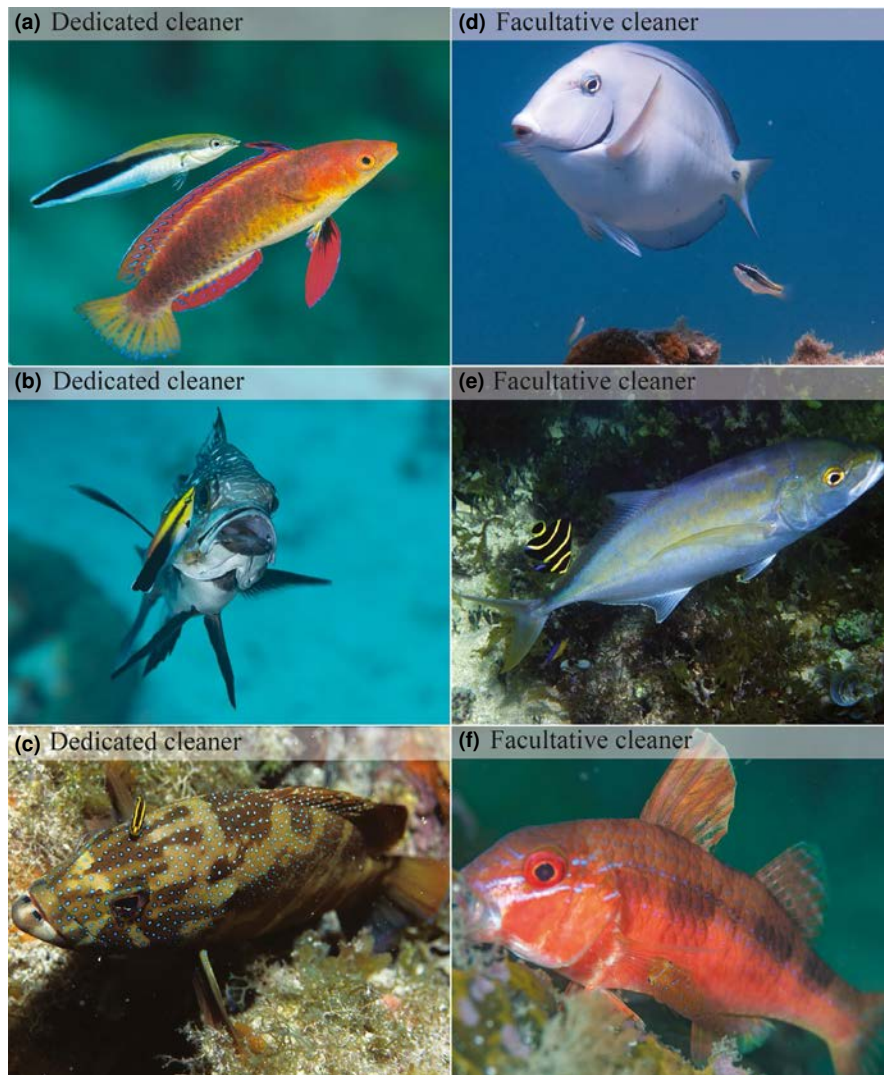 (a) Dedicated cleaner
(d) Facultative cleaner
(b) Dedicated cleaner
(e) Facultative cleaner
(c) Dedicated cleaner
(f) Facultative cleaner